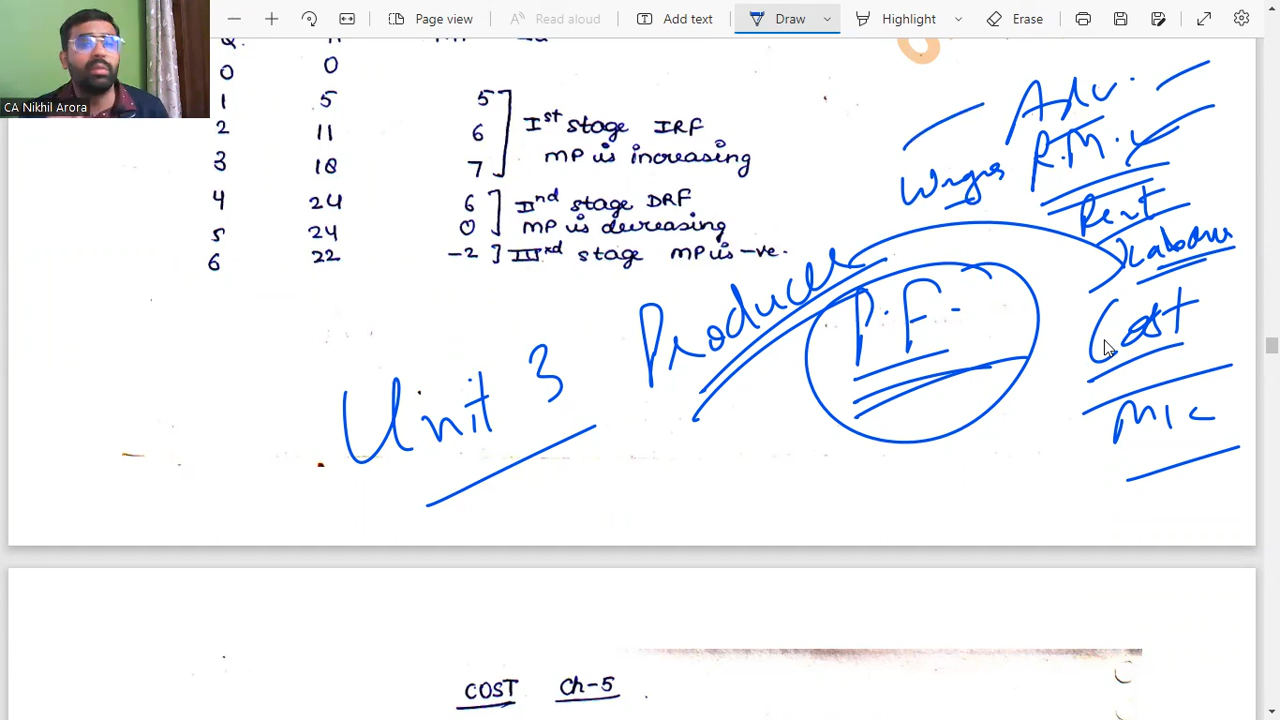 Page view
Read aloud
Add text
Draw
Highlight
Erase
CA Nikhil Arora
0 0
1 5 5
2 11 6 Ist stage IRF
3 18 7 MP is increasing
4 24 6 IInd stage DRF
5 24 0 MP is decreasing
6 22 -2 ] IIIrd stage MP is -ve.
Adv.
Wages R.M.
Rent
Labour
Producer P.F. Cost
Unit 3
COST Ch-5